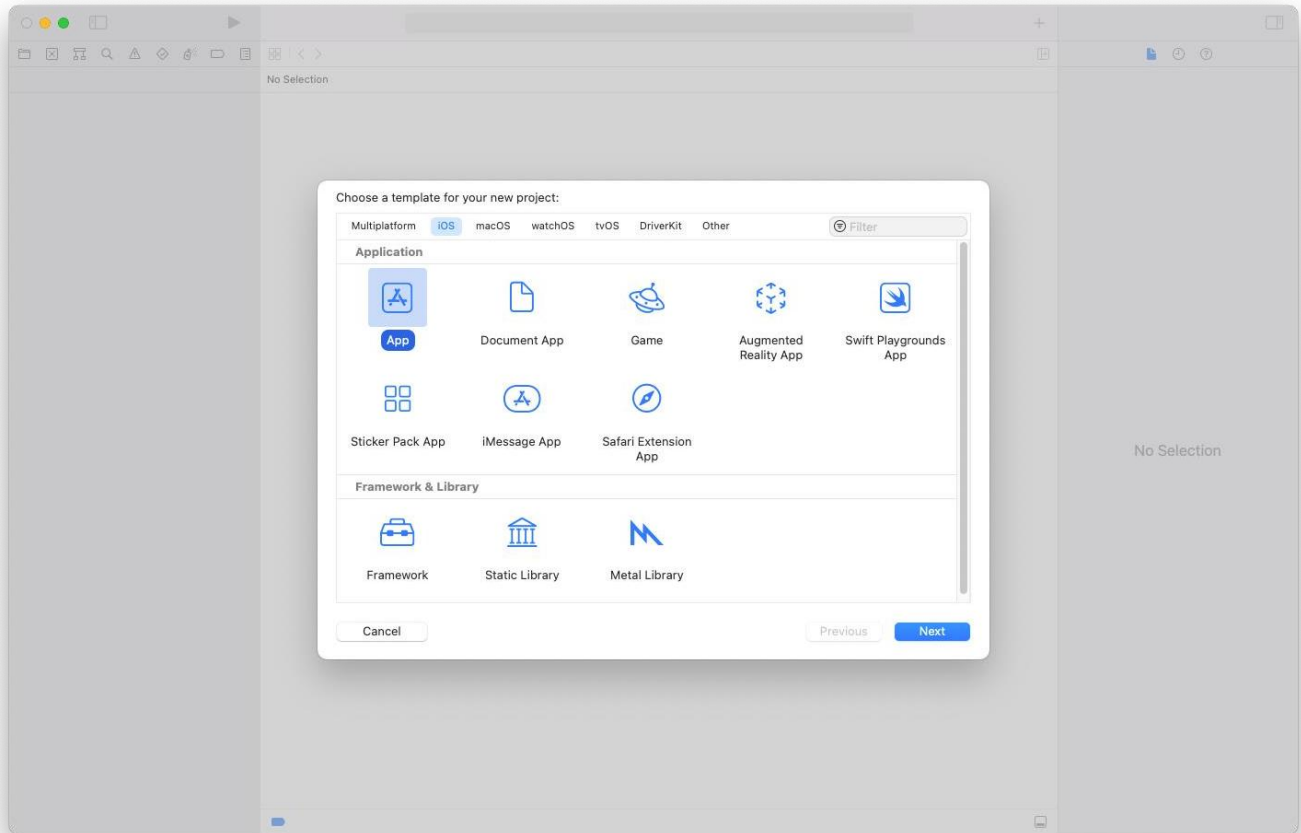 No Selection
Choose a template for your new project:
Multiplatform iOS macOS watchOS tvOS DriverKit Other Filter
Application
App Document App Game Augmented Reality App Swift Playgrounds App
Sticker Pack App iMessage App Safari Extension App
Framework & Library
Framework Static Library Metal Library
Cancel Previous Next
No Selection